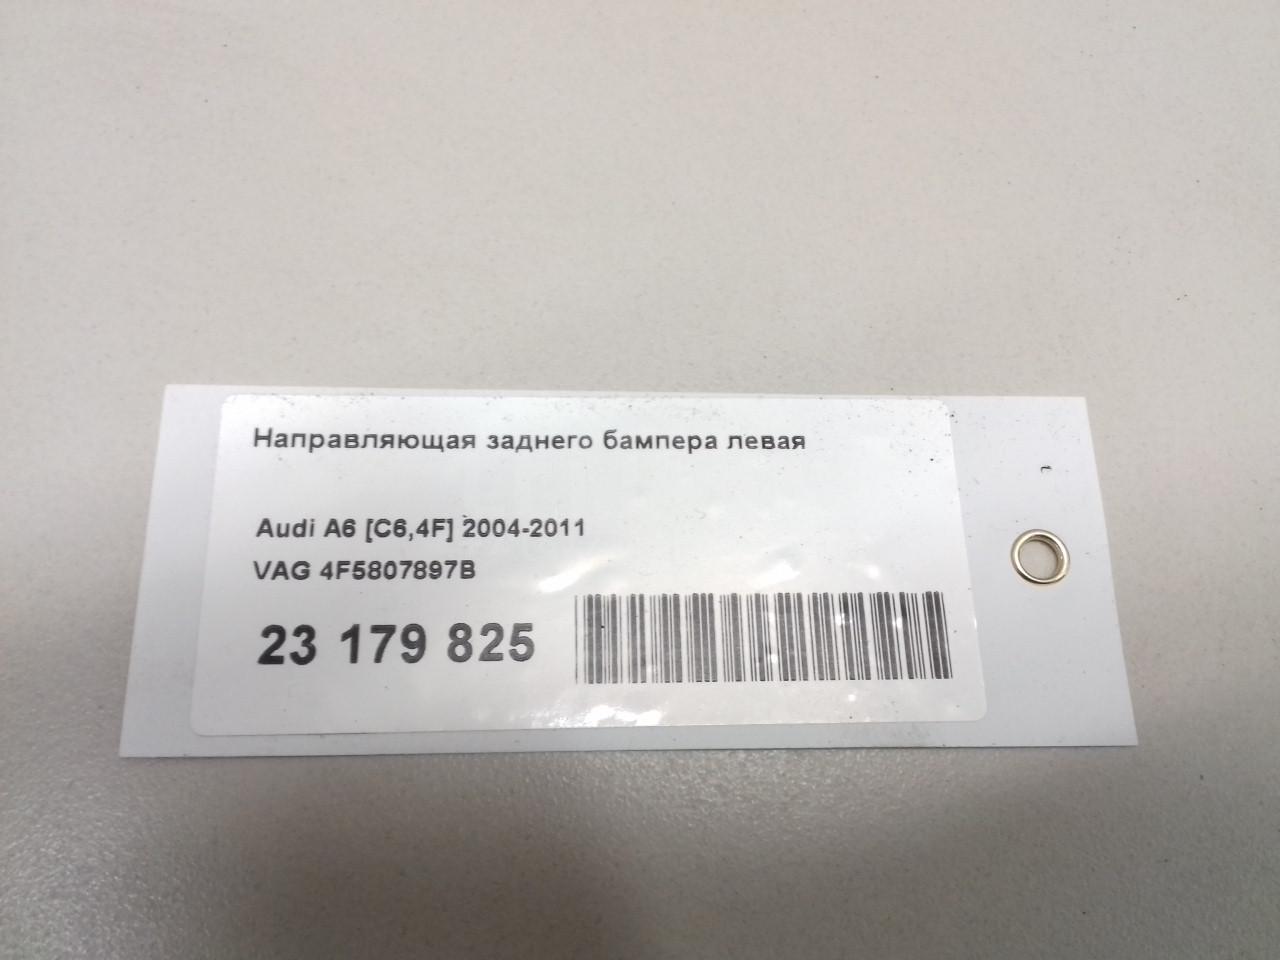 Направляющая заднего бампера левая
Audi A6 [C6,4F] 2004-2011
VAG 4F5807897B
23 179 825